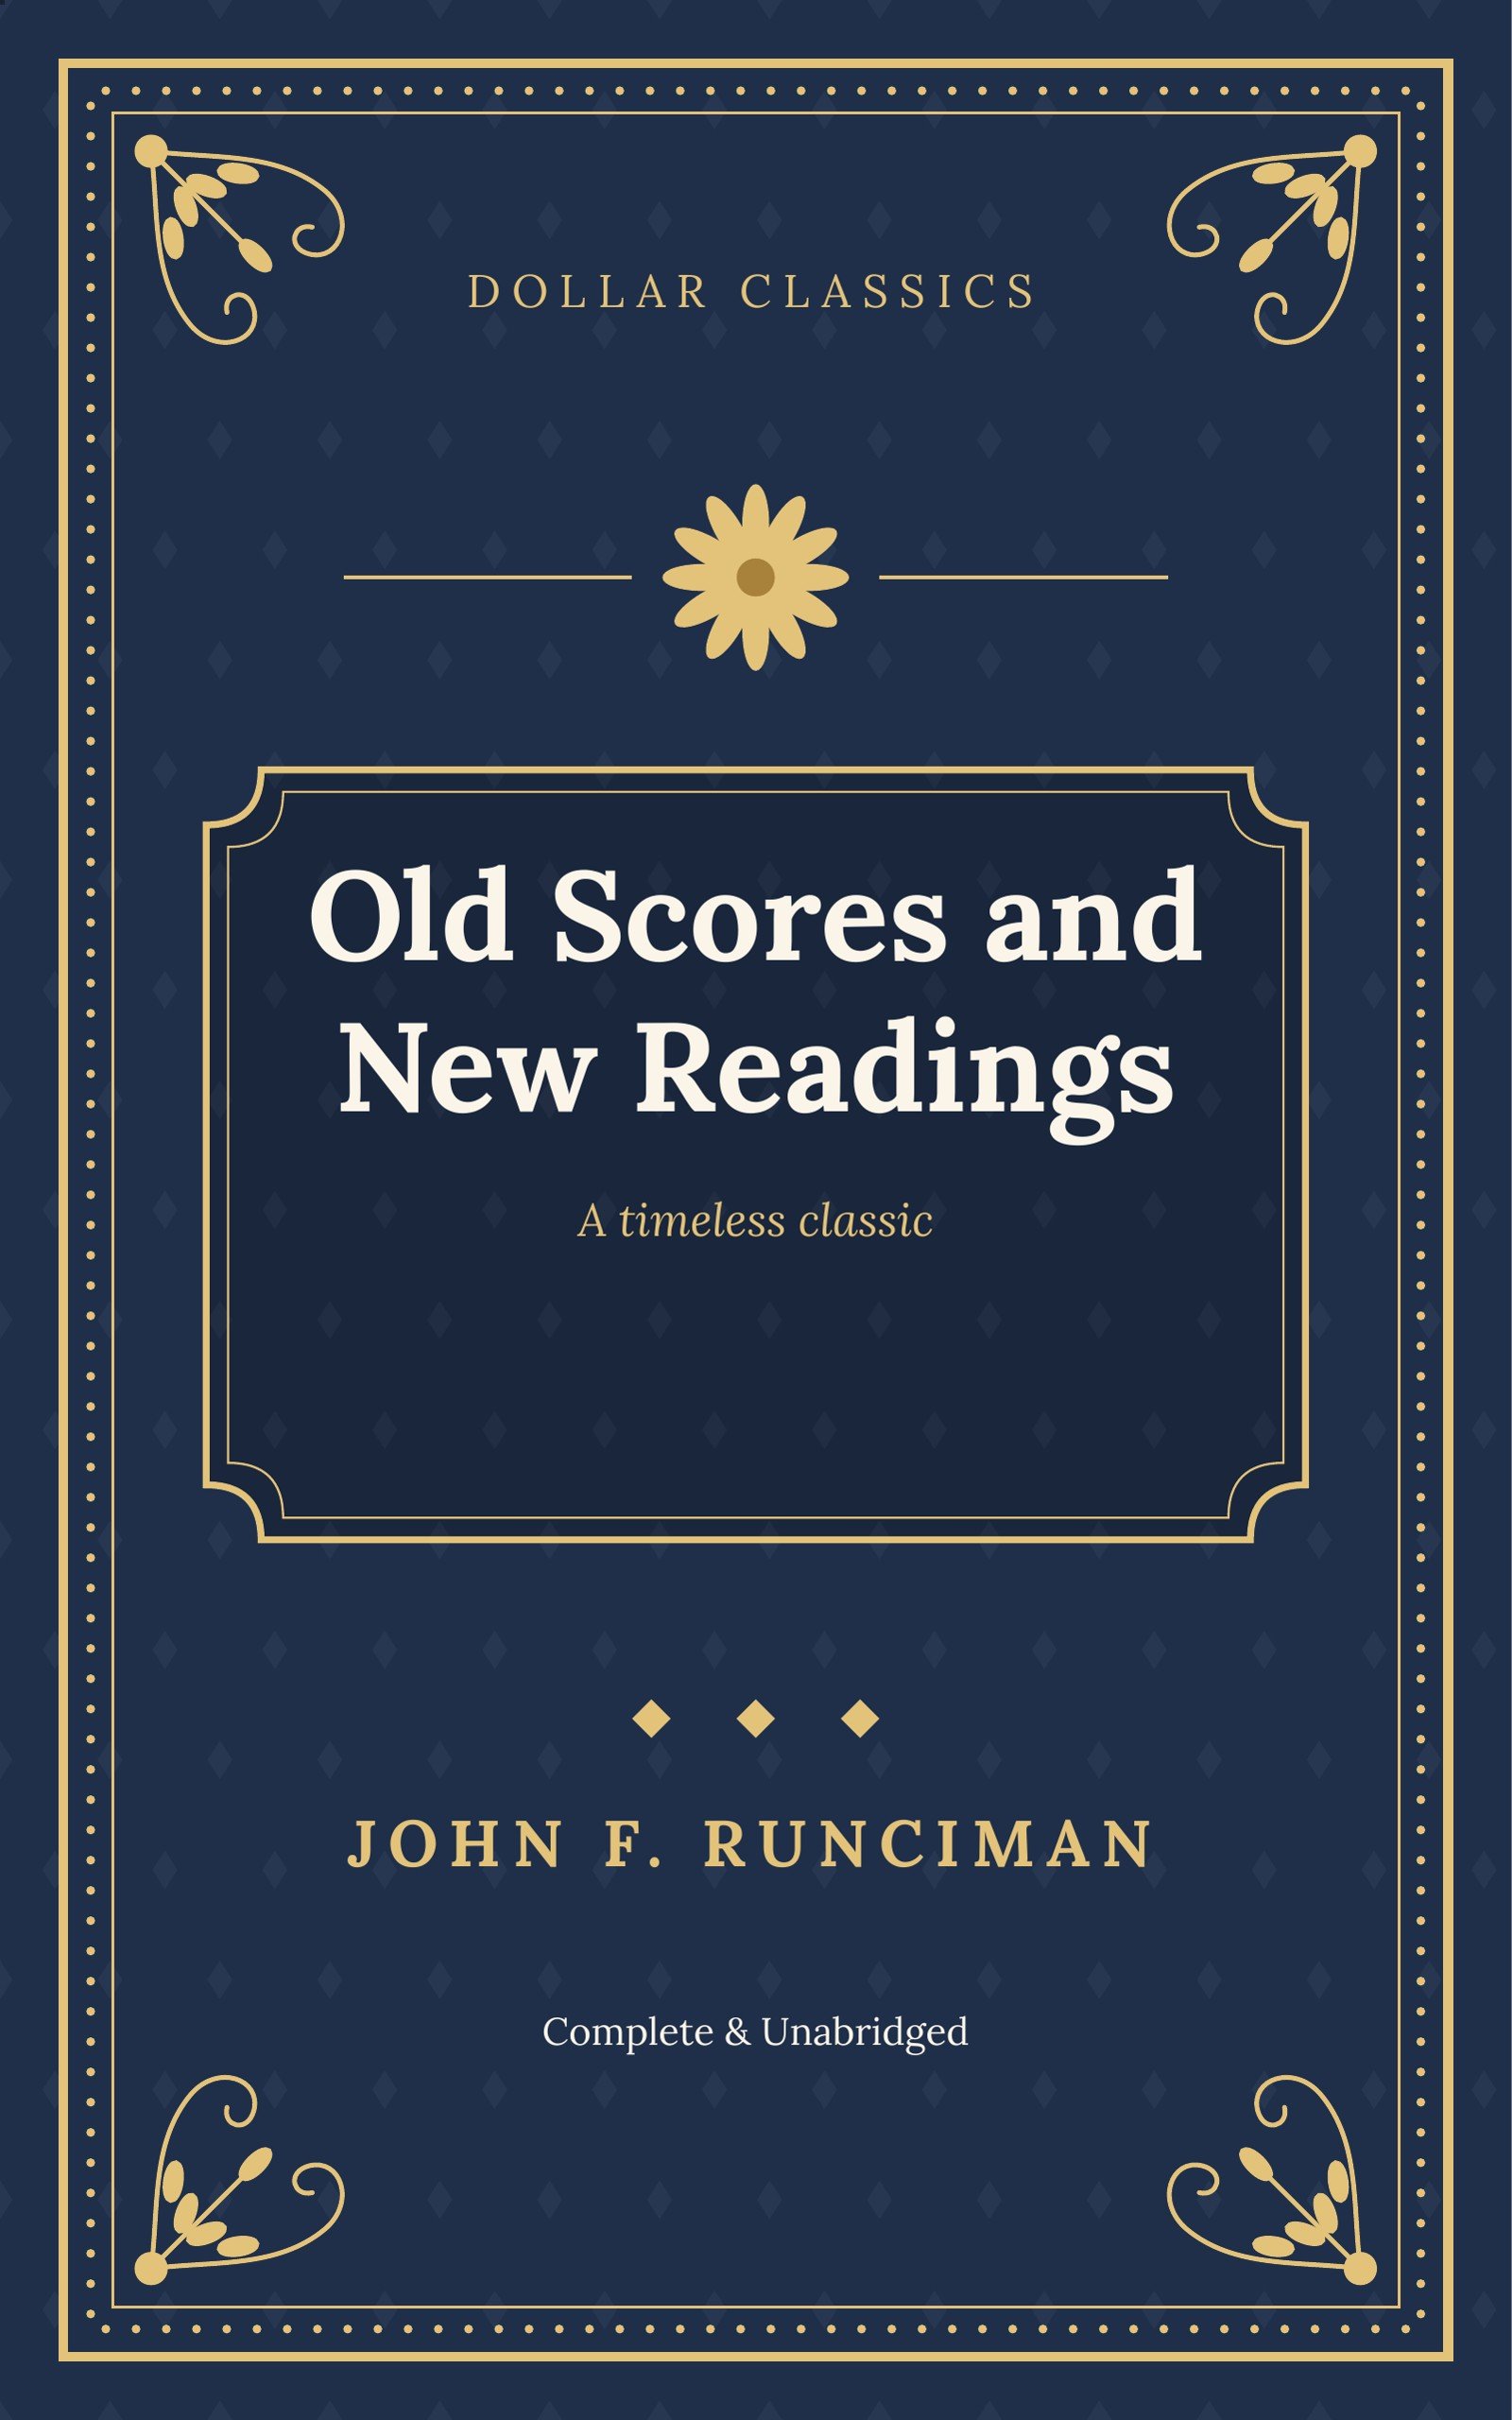 DOLLAR CLASSICS
Old Scores and
New Readings
A timeless classic
JOHN F. RUNCIMAN
Complete & Unabridged